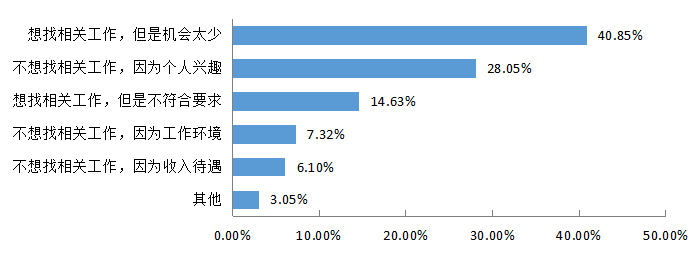 想找相关工作，但是机会太少 40.85%
不想找相关工作，因为个人兴趣 28.05%
想找相关工作，但是不符合要求 14.63%
不想找相关工作，因为工作环境 7.32%
不想找相关工作，因为收入待遇 6.10%
其他 3.05%
0.00% 10.00% 20.00% 30.00% 40.00% 50.00%